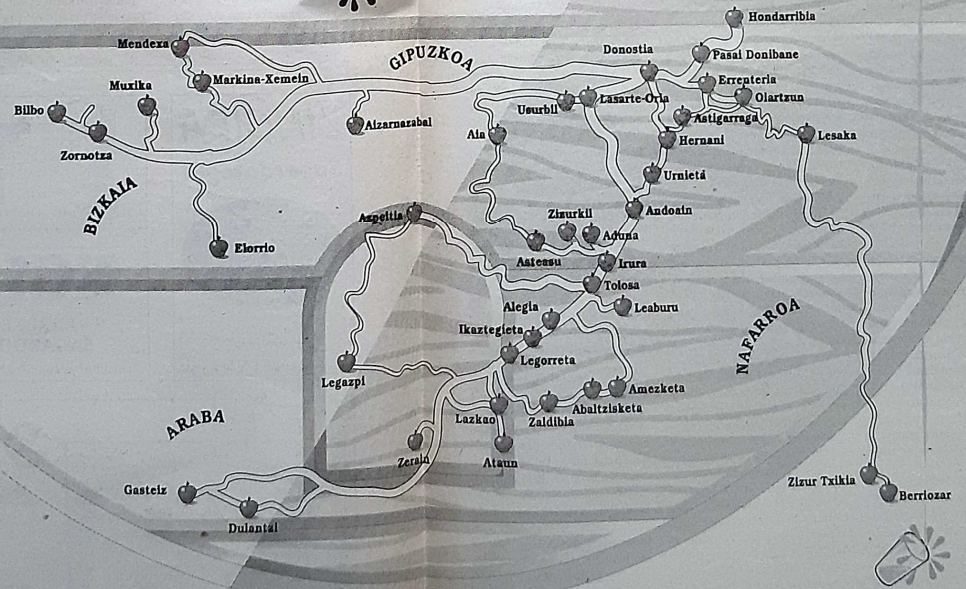 Hondarribia
Mendexa
GIPUZKOA
Donostia
Pasai Donibane
Markina-Xemein
Errenteria
Muxika
Oiartzun
Bilbo
Usurbil
Lasarte-Oria
Aizarnazabal
Astigarraga
Aia
Hernani
Lesaka
Zornotza
Urnieta
BIZKAIA
Azpeitia
Zizurkil
Andoain
Aduna
Elorrio
Asteasu
Irura
Tolosa
Alegia
Leaburu
Ikaztegieta
NAFARROA
Legorreta
Legazpi
Amezketa
Abaltzisketa
ARABA
Lazkao
Zaldibia
Zerain
Ataun
Gasteiz
Zizur Txikia
Berriozar
Dulantzi